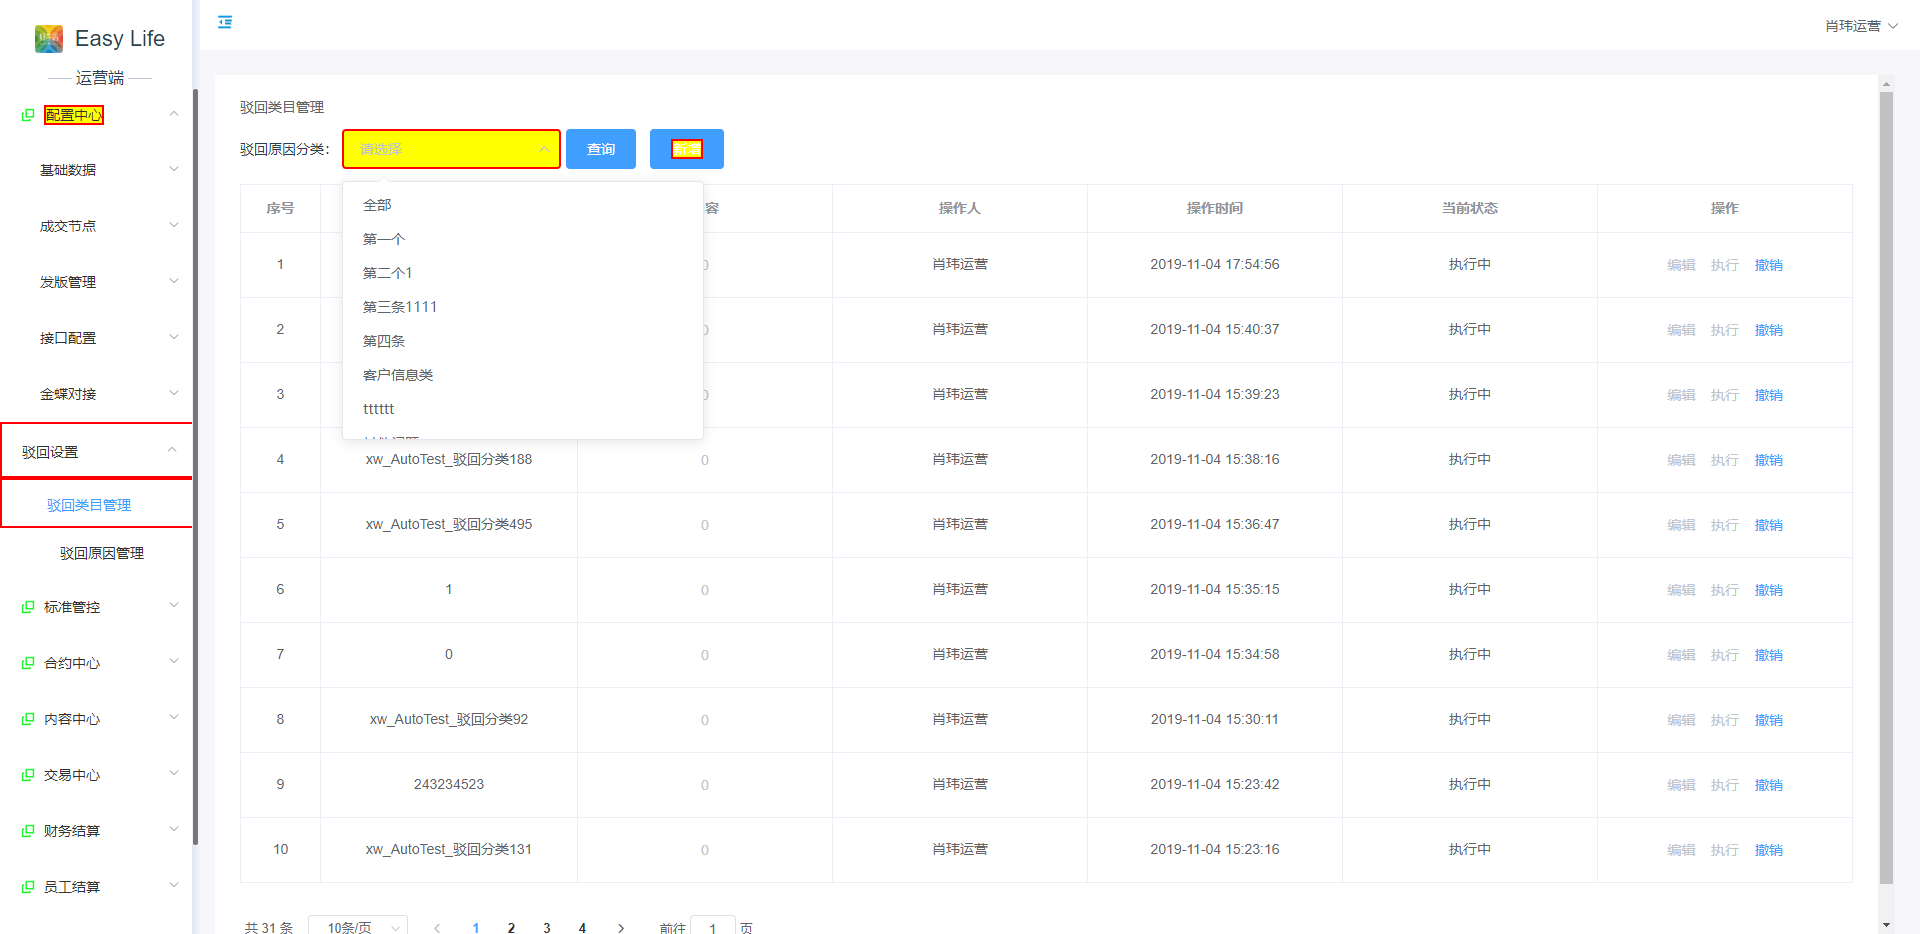 Easy Life
运营端
配置中心
基础数据
成交节点
发版管理
接口配置
金蝶对接
驳回设置
驳回类目管理
驳回原因管理
标准管控
合约中心
内容中心
交易中心
财务结算
员工结算
肖玮运营
驳回类目管理
驳回原因分类: 请选择 查询 新增
全部
第一个
第二个1
第三条1111
第四条
客户信息类
tttttt
序号 容 操作人 操作时间 当前状态 操作
1 肖玮运营 2019-11-04 17:54:56 执行中 编辑 执行 撤销
2 肖玮运营 2019-11-04 15:40:37 执行中 编辑 执行 撤销
3 肖玮运营 2019-11-04 15:39:23 执行中 编辑 执行 撤销
4 xw_AutoTest_驳回分类188 0 肖玮运营 2019-11-04 15:38:16 执行中 编辑 执行 撤销
5 xw_AutoTest_驳回分类495 0 肖玮运营 2019-11-04 15:36:47 执行中 编辑 执行 撤销
6 1 0 肖玮运营 2019-11-04 15:35:15 执行中 编辑 执行 撤销
7 0 0 肖玮运营 2019-11-04 15:34:58 执行中 编辑 执行 撤销
8 xw_AutoTest_驳回分类92 0 肖玮运营 2019-11-04 15:30:11 执行中 编辑 执行 撤销
9 243234523 0 肖玮运营 2019-11-04 15:23:42 执行中 编辑 执行 撤销
10 xw_AutoTest_驳回分类131 0 肖玮运营 2019-11-04 15:23:16 执行中 编辑 执行 撤销
共 31 条 10条/页 1 2 3 4 前往 1 页